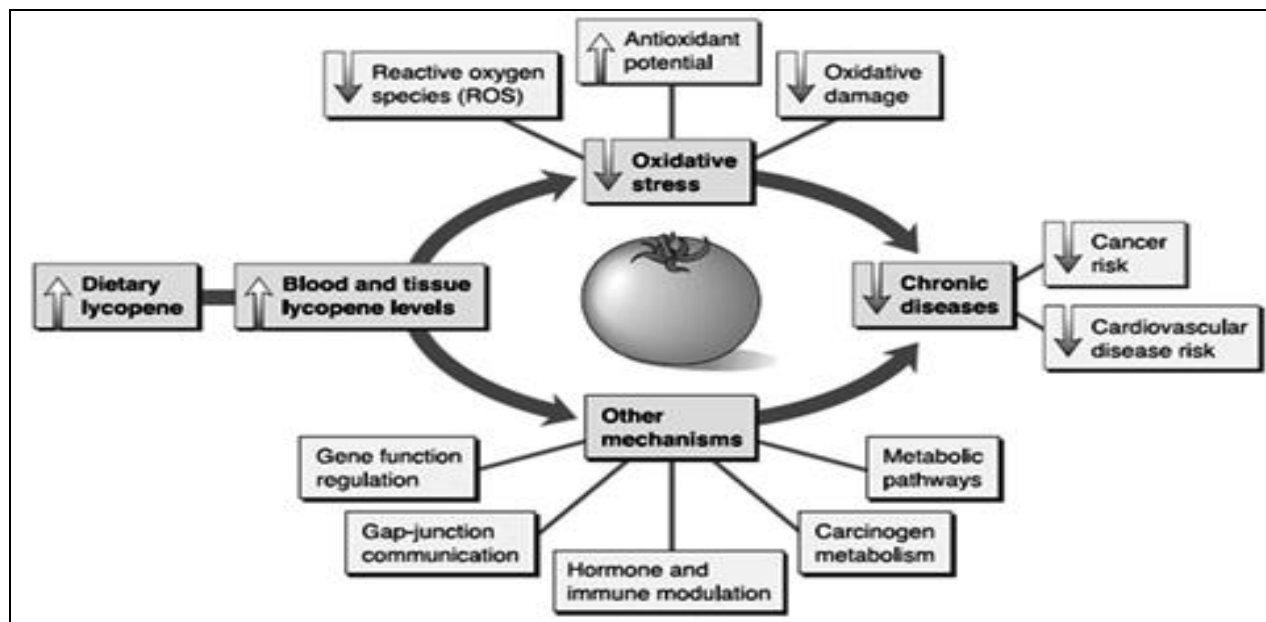 Antioxidant
potential
Reactive oxygen
species (ROS)
Oxidative
damage
Oxidative
stress
Dietary
lycopene
Blood and tissue
lycopene levels
Chronic
diseases
Cancer
risk
Cardiovascular
disease risk
Other
mechanisms
Gene function
regulation
Metabolic
pathways
Gap-junction
communication
Carcinogen
metabolism
Hormone and
immune modulation